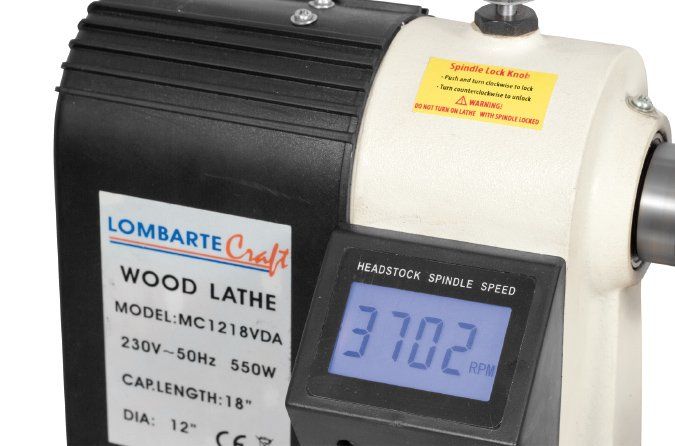 Spindle Lock Knob
- Push and turn clockwise to lock
- Turn counterclockwise to unlock
⚠ WARNING!
DO NOT TURN ON LATHE WITH SPINDLE LOCKED
LOMBARTE Craft
WOOD LATHE
MODEL:MC1218VDA
230V~50Hz 550W
CAP.LENGTH:18"
DIA: 12" CE
HEADSTOCK SPINDLE SPEED
3702 RPM